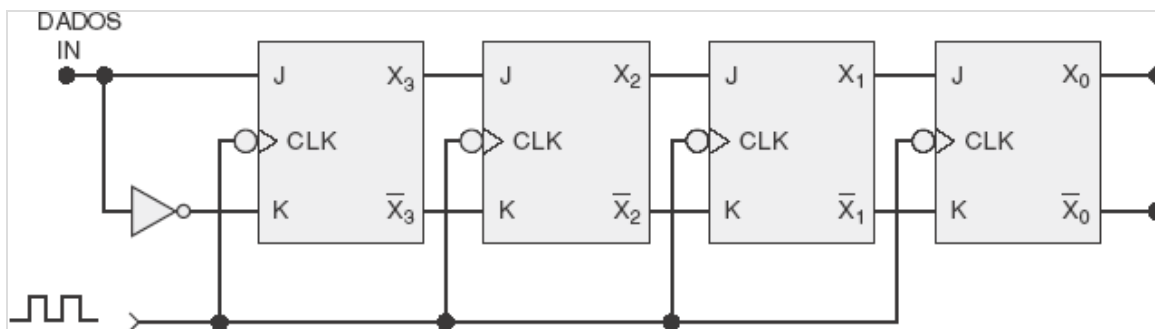 DADOS
IN
J X₃ J X₂ J X₁ J X₀
CLK CLK CLK CLK
K X̅₃ K X̅₂ K X̅₁ K X̅₀